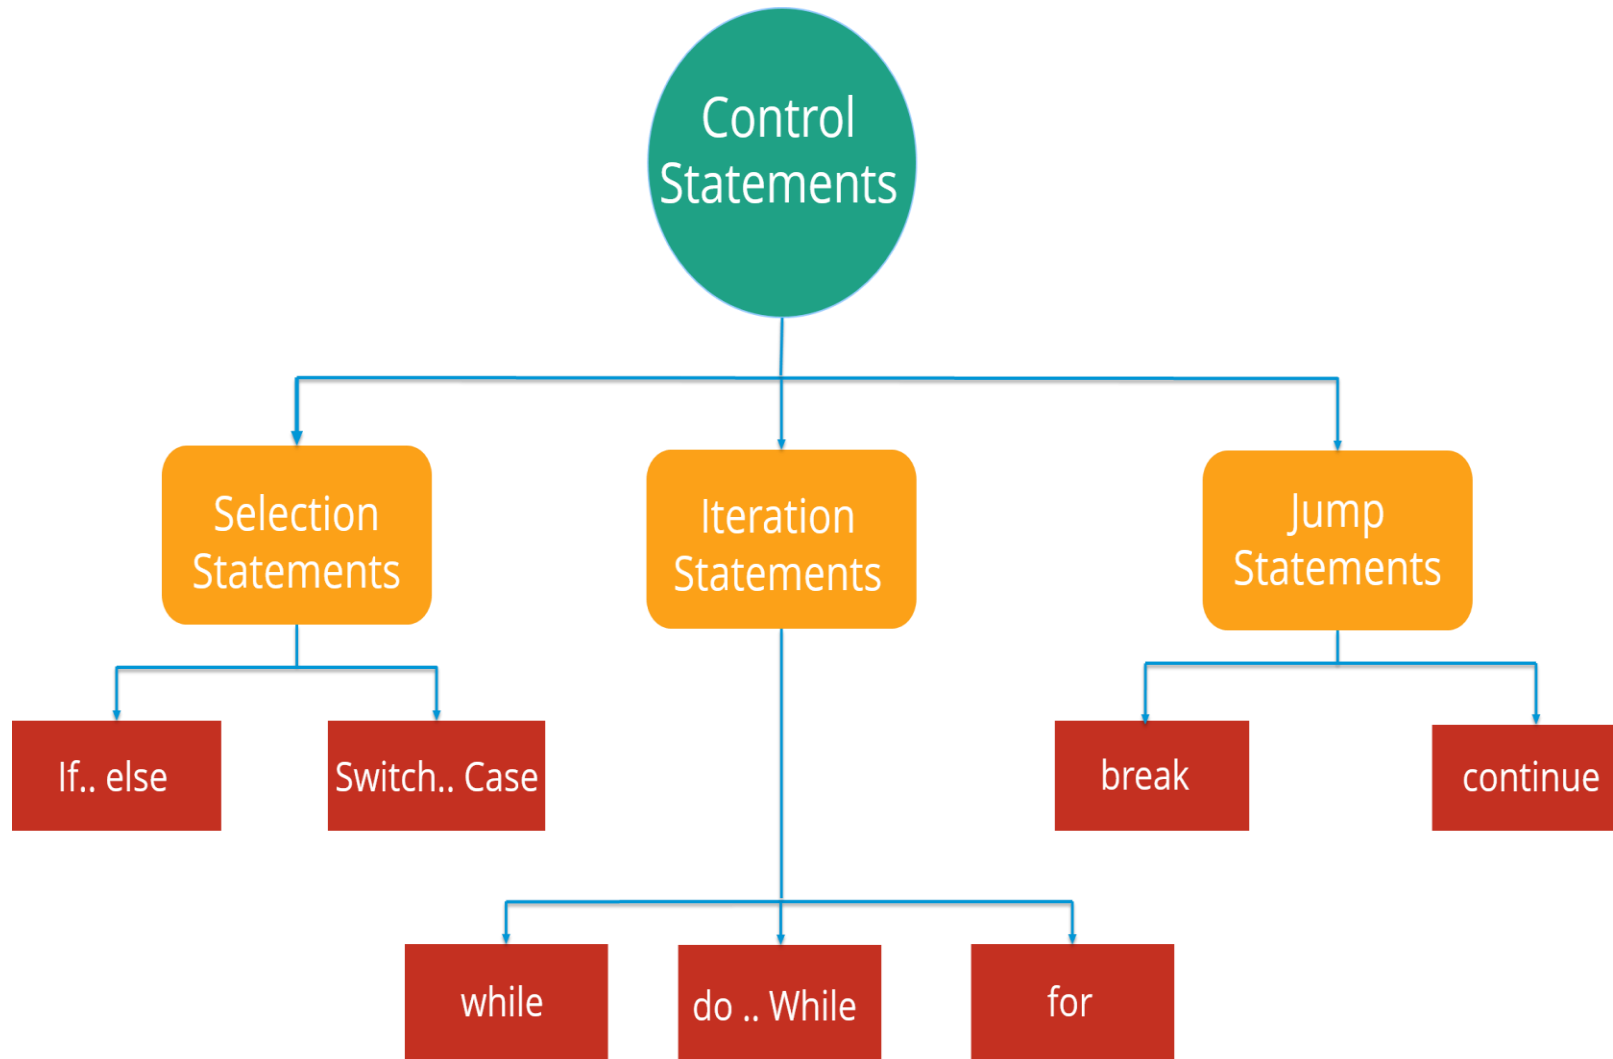 Control
Statements
Selection
Statements
Iteration
Statements
Jump
Statements
If.. else
Switch.. Case
break
continue
while
do .. While
for